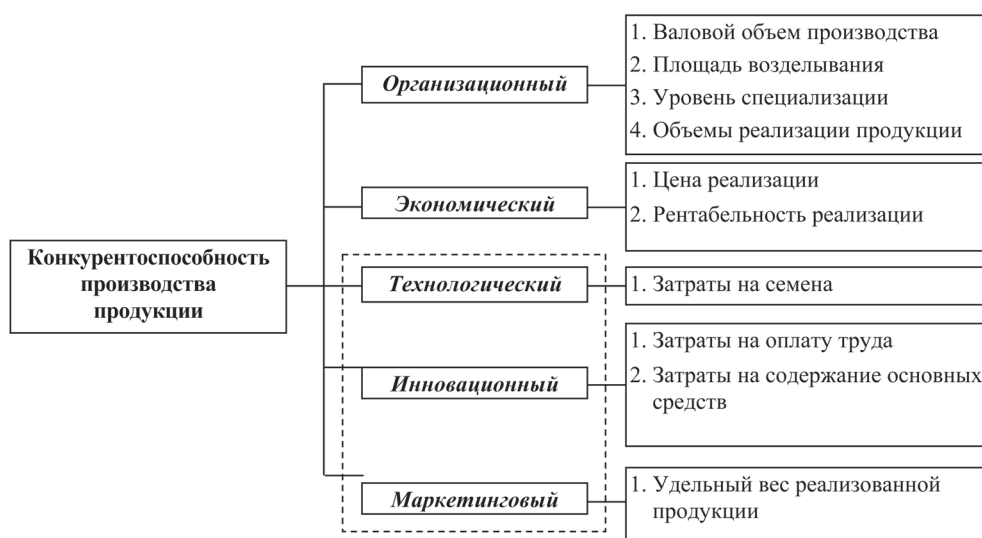 Конкурентоспособность
производства
продукции
Организационный
1. Валовой объем производства
2. Площадь возделывания
3. Уровень специализации
4. Объемы реализации продукции
Экономический
1. Цена реализации
2. Рентабельность реализации
Технологический
1. Затраты на семена
Инновационный
1. Затраты на оплату труда
2. Затраты на содержание основных
средств
Маркетинговый
1. Удельный вес реализованной
продукции